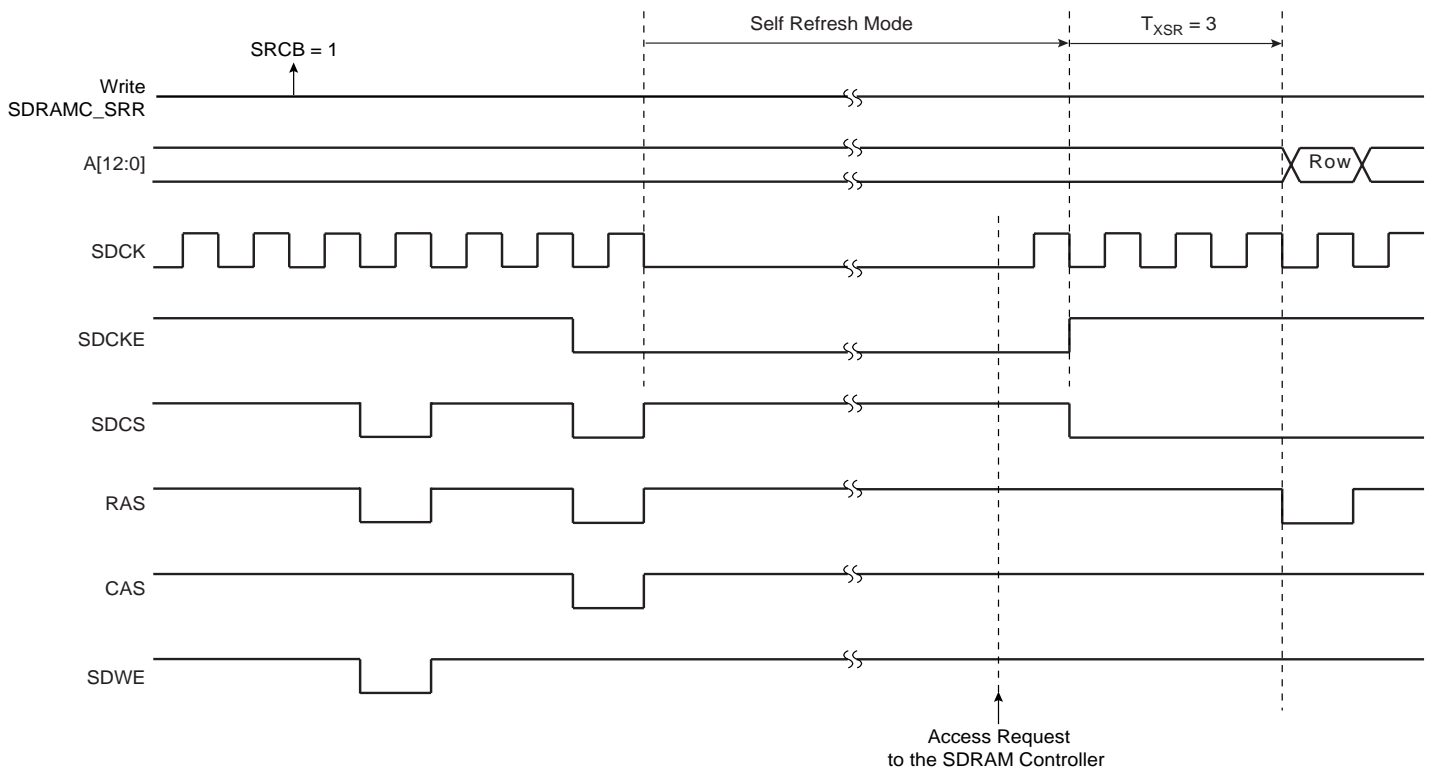 Self Refresh Mode
TXSR = 3
SRCB = 1
Write
SDRAMC_SRR
A[12:0]
Row
SDCK
SDCKE
SDCS
RAS
CAS
SDWE
Access Request
to the SDRAM Controller